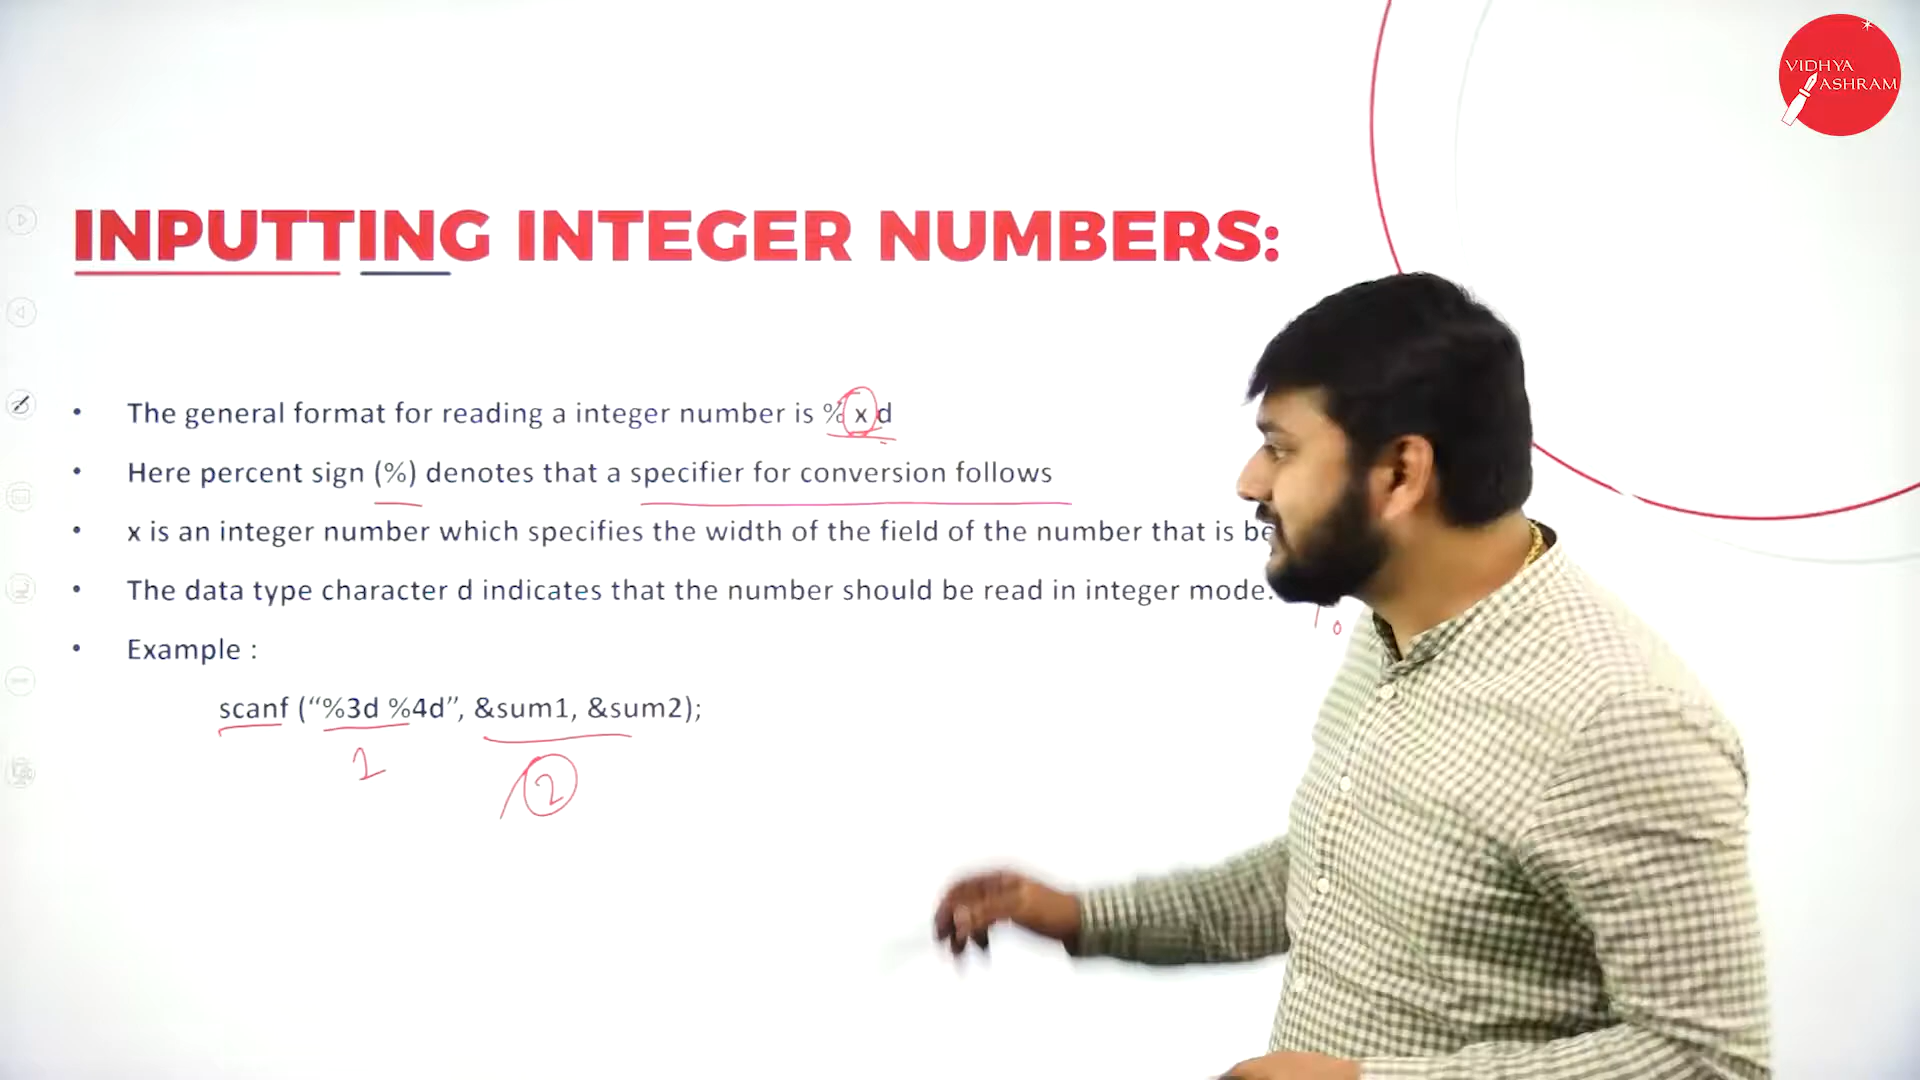 VIDHYA
ASHRAM
INPUTTING INTEGER NUMBERS:
• The general format for reading a integer number is % x d
• Here percent sign (%) denotes that a specifier for conversion follows
• x is an integer number which specifies the width of the field of the number that is
• The data type character d indicates that the number should be read in integer mode.
• Example :
scanf (“%3d %4d”, &sum1, &sum2);
2
2